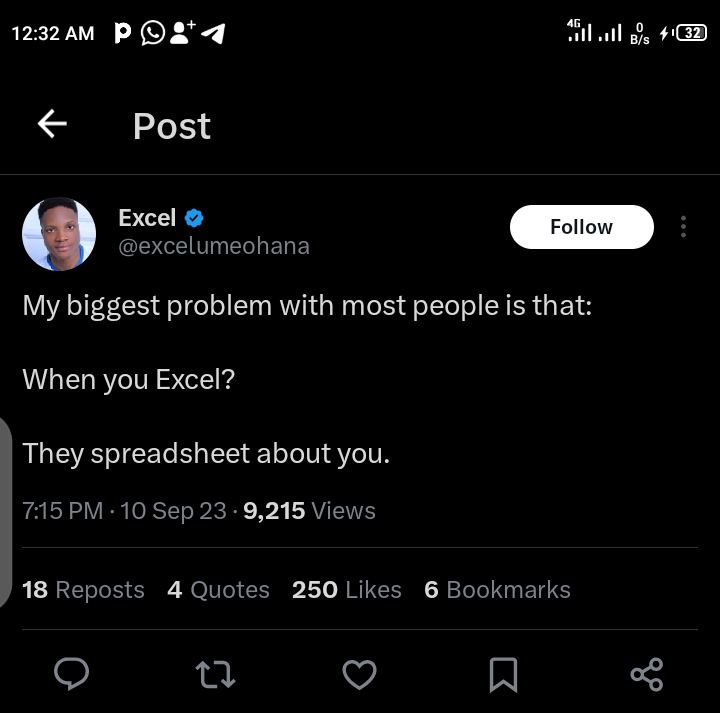 12:32 AM 4G 0 B/s 32
Post
Excel
@excelumeohana
Follow
My biggest problem with most people is that:
When you Excel?
They spreadsheet about you.
7:15 PM · 10 Sep 23 · 9,215 Views
18 Reposts 4 Quotes 250 Likes 6 Bookmarks